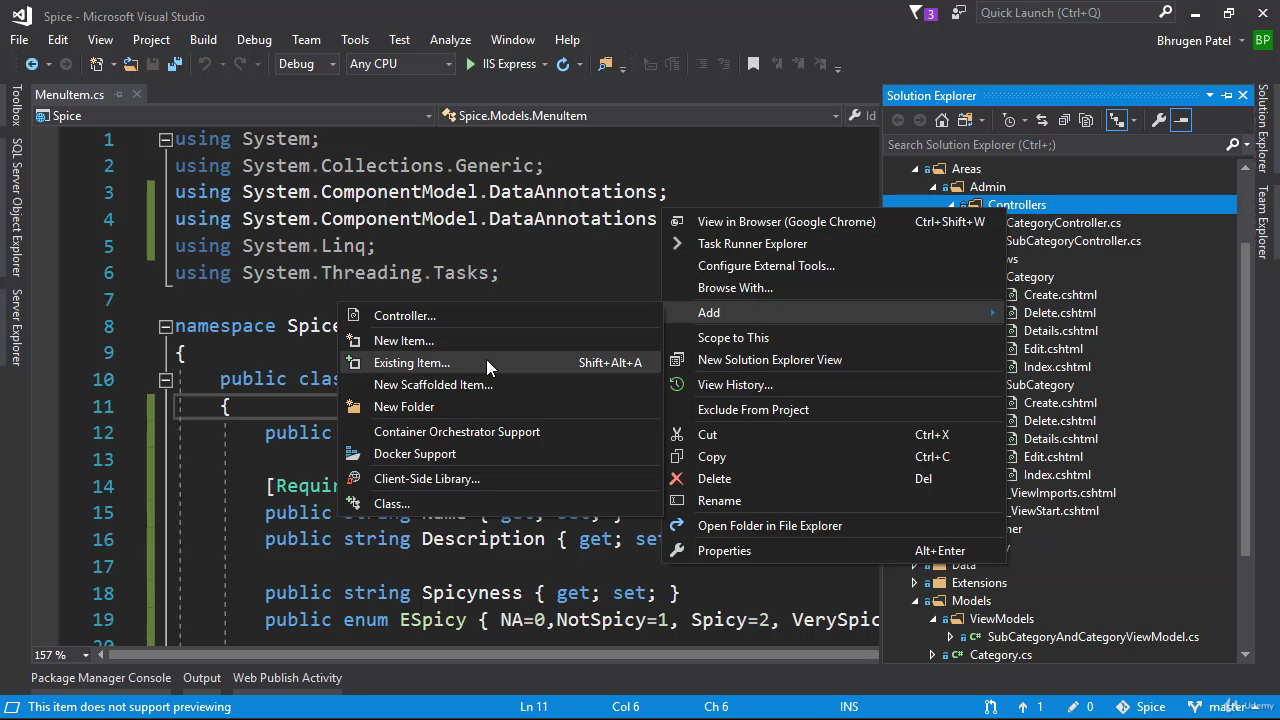 Spice - Microsoft Visual Studio
3
Quick Launch (Ctrl+Q)
File Edit View Project Build Debug Team Tools Test Analyze Window Help
Bhrugen Patel BP
Debug Any CPU IIS Express
MenuItem.cs
Spice Spice.Models.MenuItem Id
Toolbox
SQL Server Object Explorer
Server Explorer
1 using System;
2 using System.Collections.Generic;
3 using System.ComponentModel.DataAnnotations;
4 using System.ComponentModel.DataAnnotations
5 using System.Linq;
6 using System.Threading.Tasks;
7
8 namespace Spice
9 {
10 public clas
11 {
12 public
13
14 [Requir
15 public string Name { get; set; }
16 public string Description { get; set
17
18 public string Spicyness { get; set; }
19 public enum ESpicy { NA=0,NotSpicy=1, Spicy=2, VerySpic
20
Controller...
New Item...
Existing Item... Shift+Alt+A
New Scaffolded Item...
New Folder
Container Orchestrator Support
Docker Support
Client-Side Library...
Class...
View in Browser (Google Chrome) Ctrl+Shift+W
Task Runner Explorer
Configure External Tools...
Browse With...
Add
Scope to This
New Solution Explorer View
View History...
Exclude From Project
Cut Ctrl+X
Copy Ctrl+C
Delete Del
Rename
Open Folder in File Explorer
Properties Alt+Enter
Solution Explorer
Search Solution Explorer (Ctrl+;)
Areas
Admin
Controllers
CategoryController.cs
SubCategoryController.cs
ws
Category
Create.cshtml
Delete.cshtml
Details.cshtml
Edit.cshtml
Index.cshtml
SubCategory
Create.cshtml
Delete.cshtml
Details.cshtml
Edit.cshtml
Index.cshtml
_ViewImports.cshtml
_ViewStart.cshtml
ner
y
Data
Extensions
Models
ViewModels
SubCategoryAndCategoryViewModel.cs
Category.cs
Solution Explorer
Team Explorer
157 %
Package Manager Console Output Web Publish Activity
This item does not support previewing Ln 11 Col 6 Ch 6 INS 1 0 Spice master
Udemy